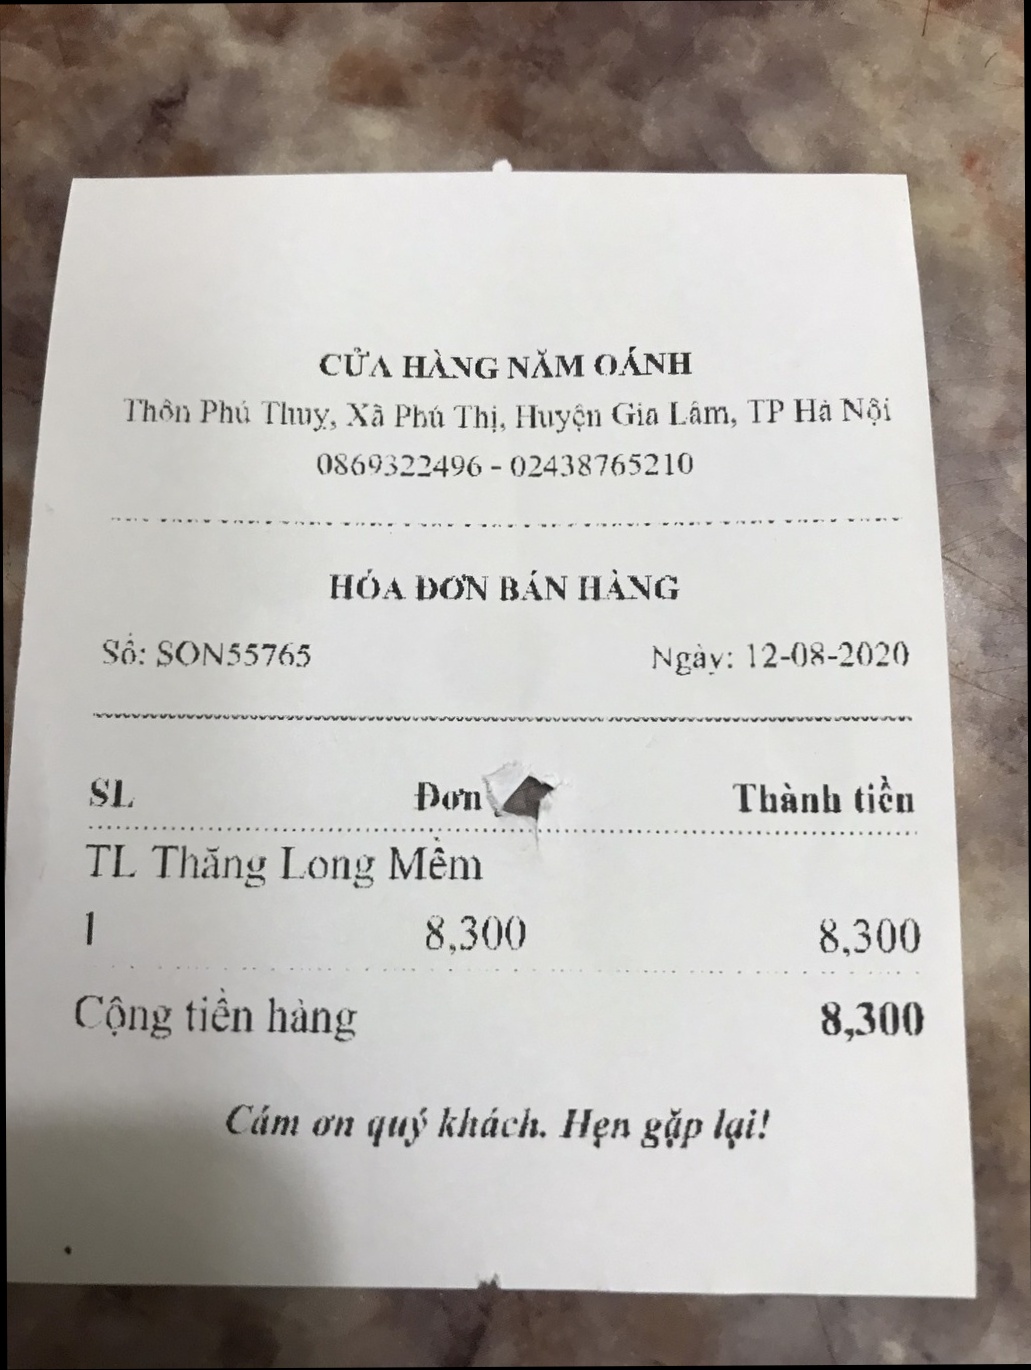 CỬA HÀNG NĂM OÁNH
Thôn Phú Thuỵ, Xã Phú Thị, Huyện Gia Lâm, TP Hà Nội
0869322496 - 02438765210
HÓA ĐƠN BÁN HÀNG
Số: SON55765 Ngày: 12-08-2020
SL Đơn Thành tiền
TL Thăng Long Mềm
1 8,300 8,300
Cộng tiền hàng 8,300
Cám ơn quý khách. Hẹn gặp lại!